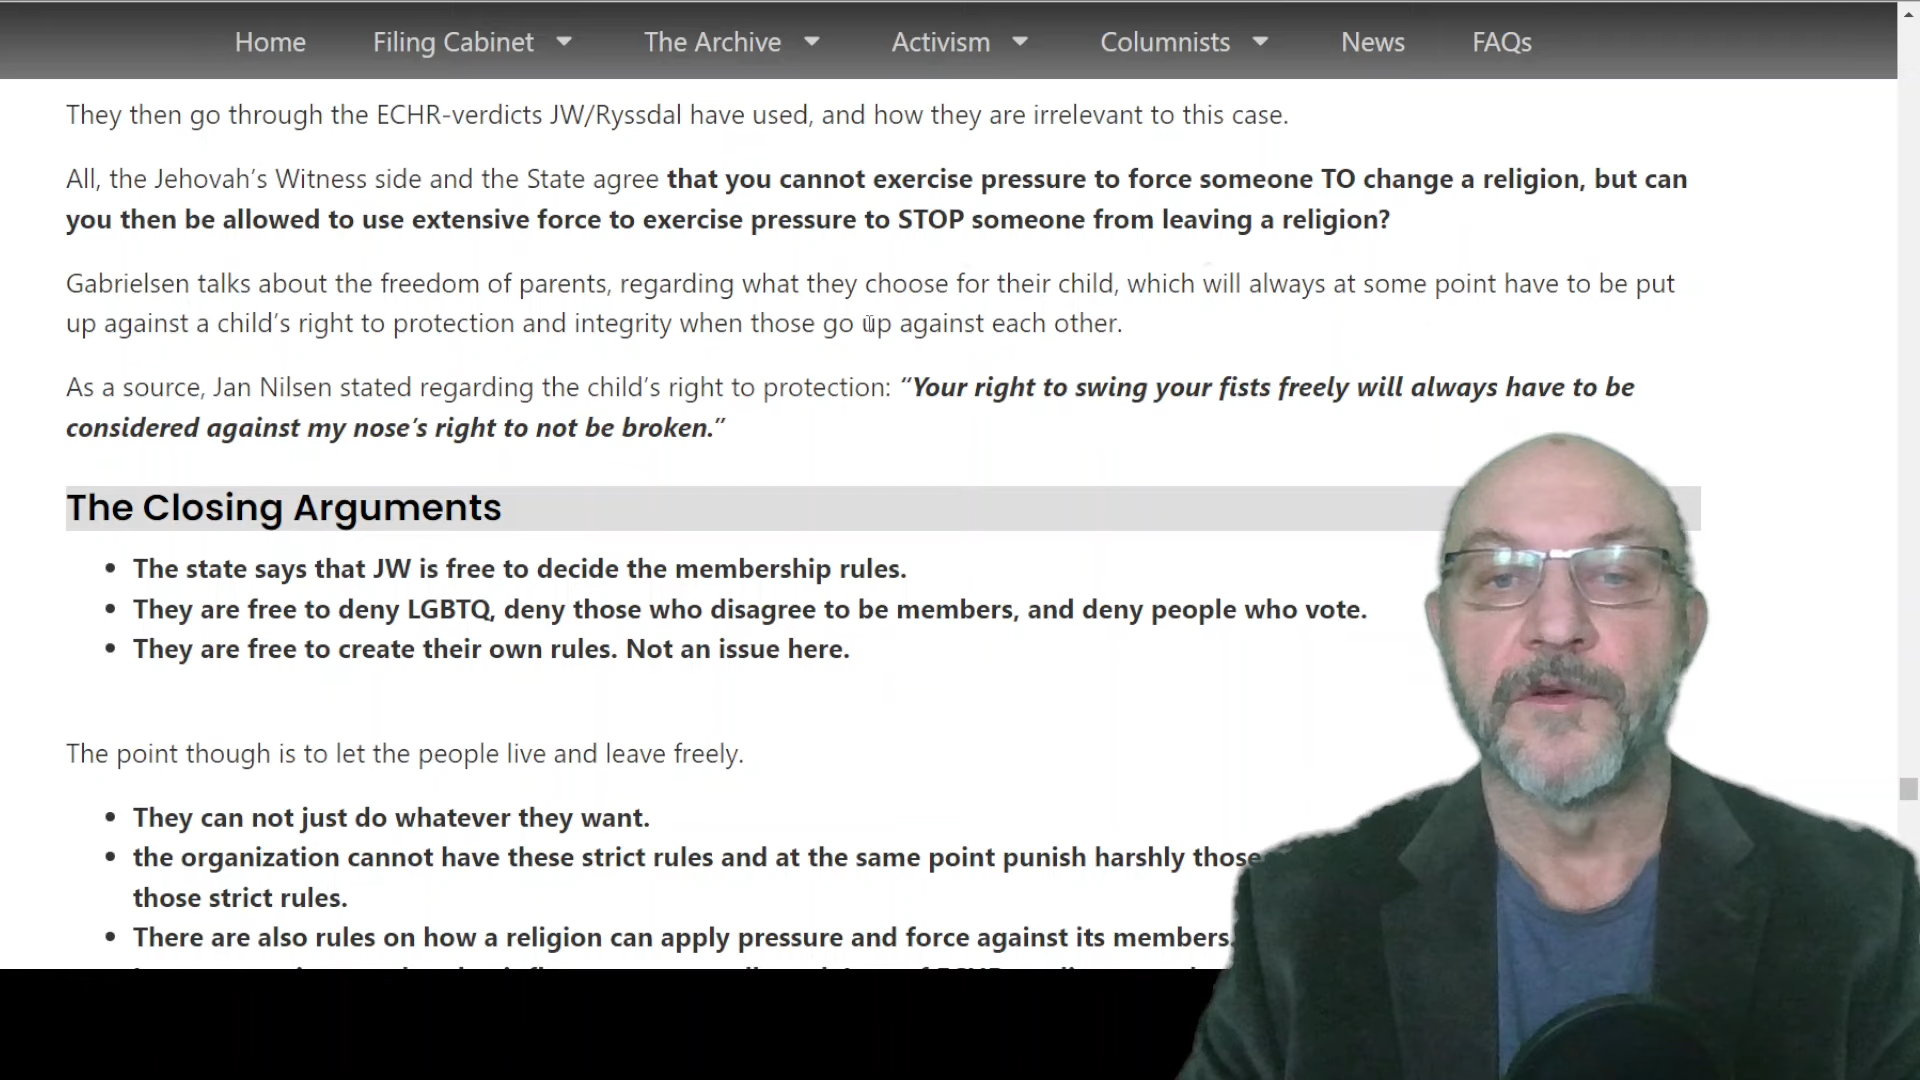 Home Filing Cabinet The Archive Activism Columnists News FAQs
They then go through the ECHR-verdicts JW/Ryssdal have used, and how they are irrelevant to this case.
All, the Jehovah’s Witness side and the State agree that you cannot exercise pressure to force someone TO change a religion, but can
you then be allowed to use extensive force to exercise pressure to STOP someone from leaving a religion?
Gabrielsen talks about the freedom of parents, regarding what they choose for their child, which will always at some point have to be put
up against a child’s right to protection and integrity when those go up against each other.
As a source, Jan Nilsen stated regarding the child’s right to protection: “Your right to swing your fists freely will always have to be
considered against my nose’s right to not be broken.”
The Closing Arguments
• The state says that JW is free to decide the membership rules.
• They are free to deny LGBTQ, deny those who disagree to be members, and deny people who vote.
• They are free to create their own rules. Not an issue here.
The point though is to let the people live and leave freely.
• They can not just do whatever they want.
• the organization cannot have these strict rules and at the same point punish harshly those
those strict rules.
• There are also rules on how a religion can apply pressure and force against its members.